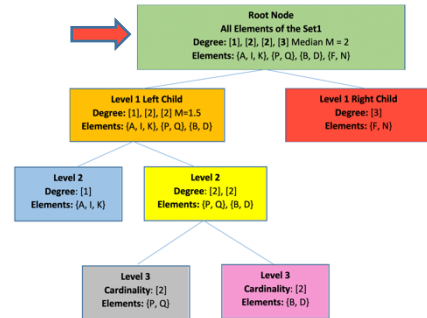 Root Node
All Elements of the Set1
Degree: [1], [2], [2], [3] Median M = 2
Elements: {A, I, K}, {P, Q}, {B, D}, {F, N}
Level 1 Left Child
Degree: [1], [2], [2] M=1.5
Elements: {A, I, K}, {P, Q}, {B, D}
Level 1 Right Child
Degree: [3]
Elements: {F, N}
Level 2
Degree: [1]
Elements: {A, I, K}
Level 2
Degree: [2], [2]
Elements: {P, Q}, {B, D}
Level 3
Cardinality: [2]
Elements: {P, Q}
Level 3
Cardinality: [2]
Elements: {B, D}